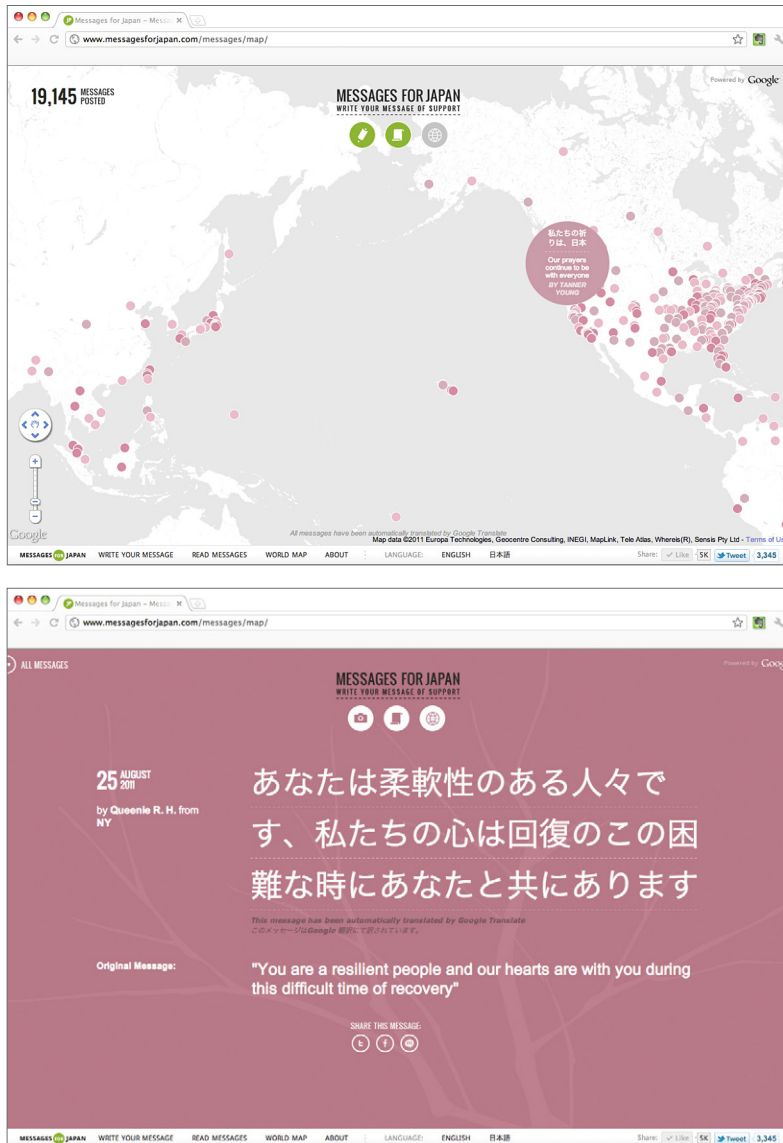 Messages for Japan – Messa
www.messagesforjapan.com/messages/map/
Powered by Google
19,145 MESSAGES POSTED
MESSAGES FOR JAPAN
WRITE YOUR MESSAGE OF SUPPORT
私たちの祈
りは、日本
Our prayers
continue to be
with everyone
BY TANNER
YOUNG
Google
All messages have been automatically translated by Google Translate
Map data ©2011 Europa Technologies, Geocentre Consulting, INEGI, MapLink, Tele Atlas, Whereis(R), Sensis Pty Ltd - Terms of Us
MESSAGES FOR JAPAN WRITE YOUR MESSAGE READ MESSAGES WORLD MAP ABOUT LANGUAGE: ENGLISH 日本語 Share: Like 5K Tweet 3,345
Messages for Japan – Messa
www.messagesforjapan.com/messages/map/
ALL MESSAGES
Powered by Goog
MESSAGES FOR JAPAN
WRITE YOUR MESSAGE OF SUPPORT
25 AUGUST 2011
by Queenie R. H. from
NY
あなたは柔軟性のある人々で
す、私たちの心は回復のこの困
難な時にあなたと共にあります
This message has been automatically translated by Google Translate
このメッセージはGoogle 翻訳にて訳されています。
Original Message:
"You are a resilient people and our hearts are with you during
this difficult time of recovery"
SHARE THIS MESSAGE:
MESSAGES FOR JAPAN WRITE YOUR MESSAGE READ MESSAGES WORLD MAP ABOUT LANGUAGE: ENGLISH 日本語 Share: Like 5K Tweet 3,345